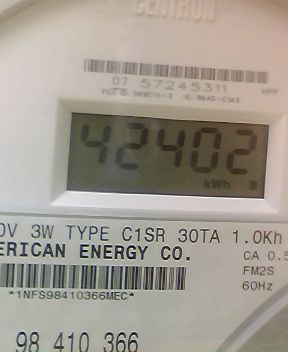 CENTRON
07 57245311
42402
kWh
0V 3W TYPE C1SR 30TA 1.0Kh
ERICAN ENERGY CO.
CA 0.5
FM2S
60Hz
*1NFS98410366MEC*
98 410 366